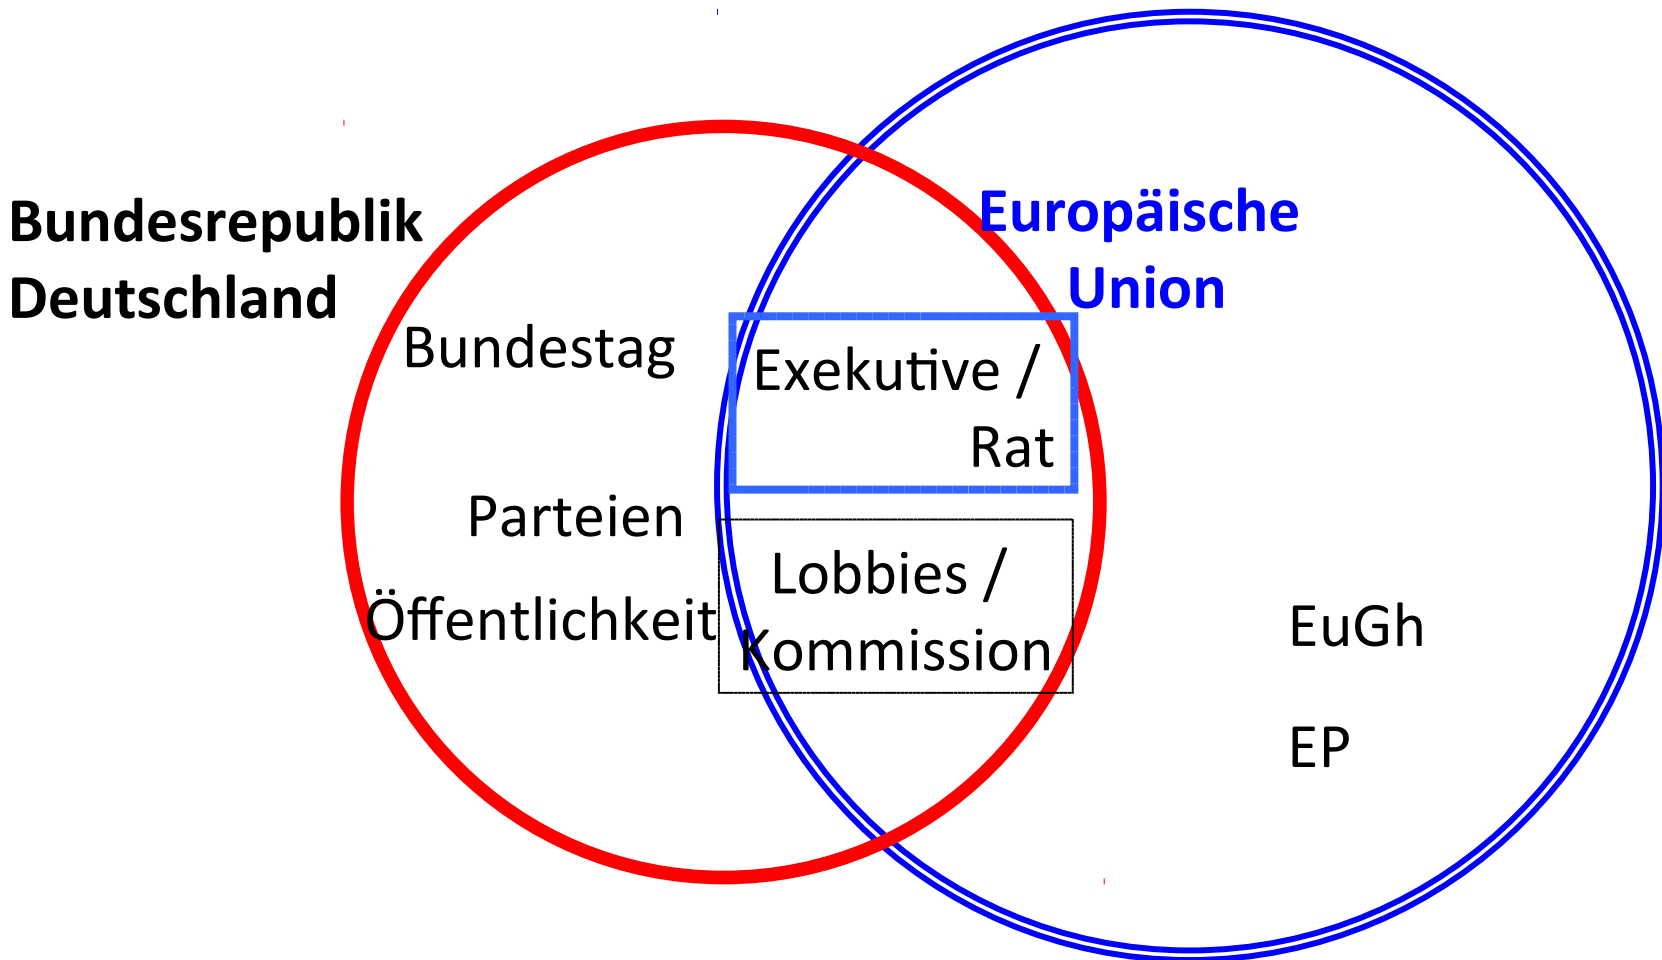 Bundesrepublik
Deutschland
Europäische
Union
Bundestag
Exekutive /
Rat
Parteien
Öffentlichkeit
Lobbies /
Kommission
EuGh
EP